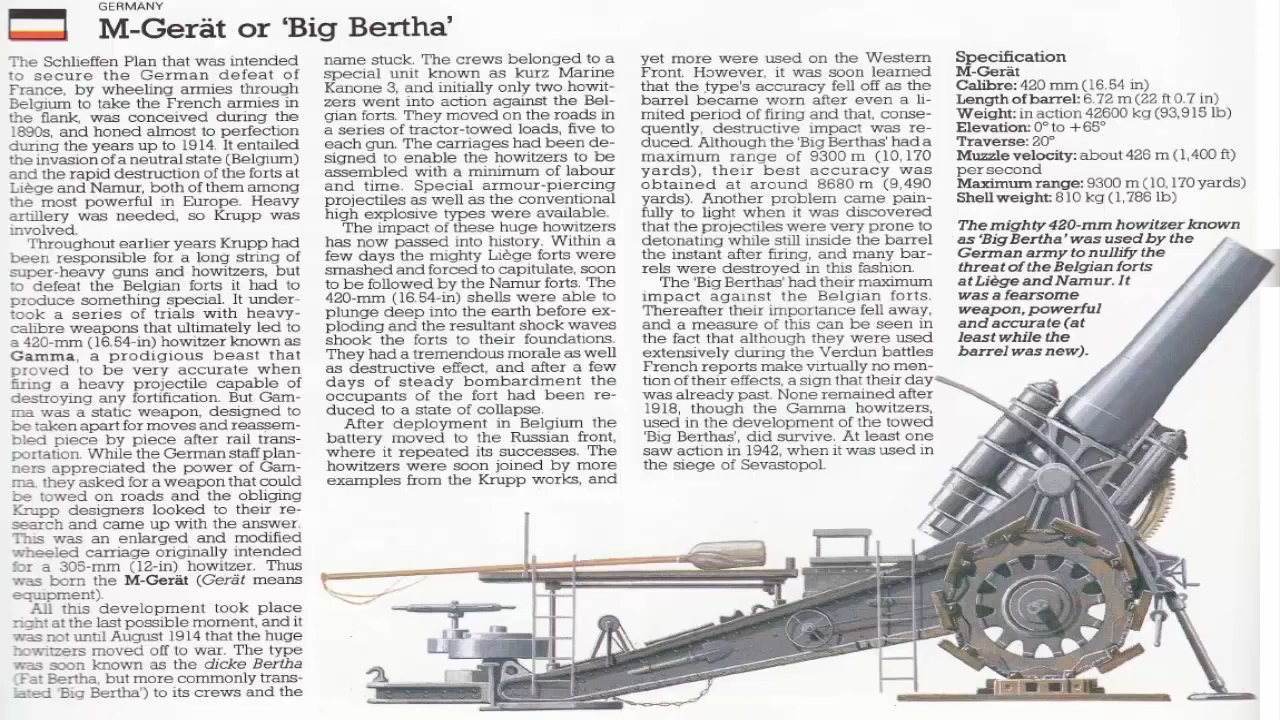 GERMANY
M-Gerät or 'Big Bertha'
The Schlieffen Plan that was intended
to secure the German defeat of
France, by wheeling armies through
Belgium to take the French armies in
the flank, was conceived during the
1890s, and honed almost to perfection
during the years up to 1914. It entailed
the invasion of a neutral state (Belgium)
and the rapid destruction of the forts at
Liège and Namur, both of them among
the most powerful in Europe. Heavy
artillery was needed, so Krupp was
involved.
Throughout earlier years Krupp had
been responsible for a long string of
super-heavy guns and howitzers, but
to defeat the Belgian forts it had to
produce something special. It under-
took a series of trials with heavy-
calibre weapons that ultimately led to
a 420-mm (16.54-in) howitzer known as
Gamma, a prodigious beast that
proved to be very accurate when
firing a heavy projectile capable of
destroying any fortification. But Gam-
ma was a static weapon, designed to
be taken apart for moves and reassem-
bled piece by piece after rail trans-
portation. While the German staff plan-
ners appreciated the power of Gam-
ma, they asked for a weapon that could
be towed on roads and the obliging
Krupp designers looked to their re-
search and came up with the answer.
This was an enlarged and modified
wheeled carriage originally intended
for a 305-mm (12-in) howitzer. Thus
was born the M-Gerät (Gerät means
equipment).
All this development took place
right at the last possible moment, and it
was not until August 1914 that the huge
howitzers moved off to war. The type
was soon known as the dicke Bertha
(Fat Bertha, but more commonly trans-
lated 'Big Bertha') to its crews and the
name stuck. The crews belonged to a
special unit known as kurz Marine
Kanone 3, and initially only two howit-
zers went into action against the Bel-
gian forts. They moved on the roads in
a series of tractor-towed loads, five to
each gun. The carriages had been de-
signed to enable the howitzers to be
assembled with a minimum of labour
and time. Special armour-piercing
projectiles as well as the conventional
high explosive types were available.
The impact of these huge howitzers
has now passed into history. Within a
few days the mighty Liège forts were
smashed and forced to capitulate, soon
to be followed by the Namur forts. The
420-mm (16.54-in) shells were able to
plunge deep into the earth before ex-
ploding and the resultant shock waves
shook the forts to their foundations.
They had a tremendous morale as well
as destructive effect, and after a few
days of steady bombardment the
occupants of the fort had been re-
duced to a state of collapse.
After deployment in Belgium the
battery moved to the Russian front,
where it repeated its successes. The
howitzers were soon joined by more
examples from the Krupp works, and
yet more were used on the Western
Front. However, it was soon learned
that the type's accuracy fell off as the
barrel became worn after even a li-
mited period of firing and that, conse-
quently, destructive impact was re-
duced. Although the 'Big Berthas' had a
maximum range of 9300 m (10,170
yards), their best accuracy was
obtained at around 8680 m (9,490
yards). Another problem came pain-
fully to light when it was discovered
that the projectiles were very prone to
detonating while still inside the barrel
the instant after firing, and many bar-
rels were destroyed in this fashion.
The 'Big Berthas' had their maximum
impact against the Belgian forts.
Thereafter their importance fell away,
and a measure of this can be seen in
the fact that although they were used
extensively during the Verdun battles
French reports make virtually no men-
tion of their effects, a sign that their day
was already past. None remained after
1918, though the Gamma howitzers,
used in the development of the towed
'Big Berthas', did survive. At least one
saw action in 1942, when it was used in
the siege of Sevastopol.
Specification
M-Gerät
Calibre: 420 mm (16.54 in)
Length of barrel: 6.72 m (22 ft 0.7 in)
Weight: in action 42600 kg (93,915 lb)
Elevation: 0° to +65°
Traverse: 20°
Muzzle velocity: about 426 m (1,400 ft)
per second
Maximum range: 9300 m (10,170 yards)
Shell weight: 810 kg (1,786 lb)
The mighty 420-mm howitzer known
as 'Big Bertha' was used by the
German army to nullify the
threat of the Belgian forts
at Liège and Namur. It
was a fearsome
weapon, powerful
and accurate (at
least while the
barrel was new).